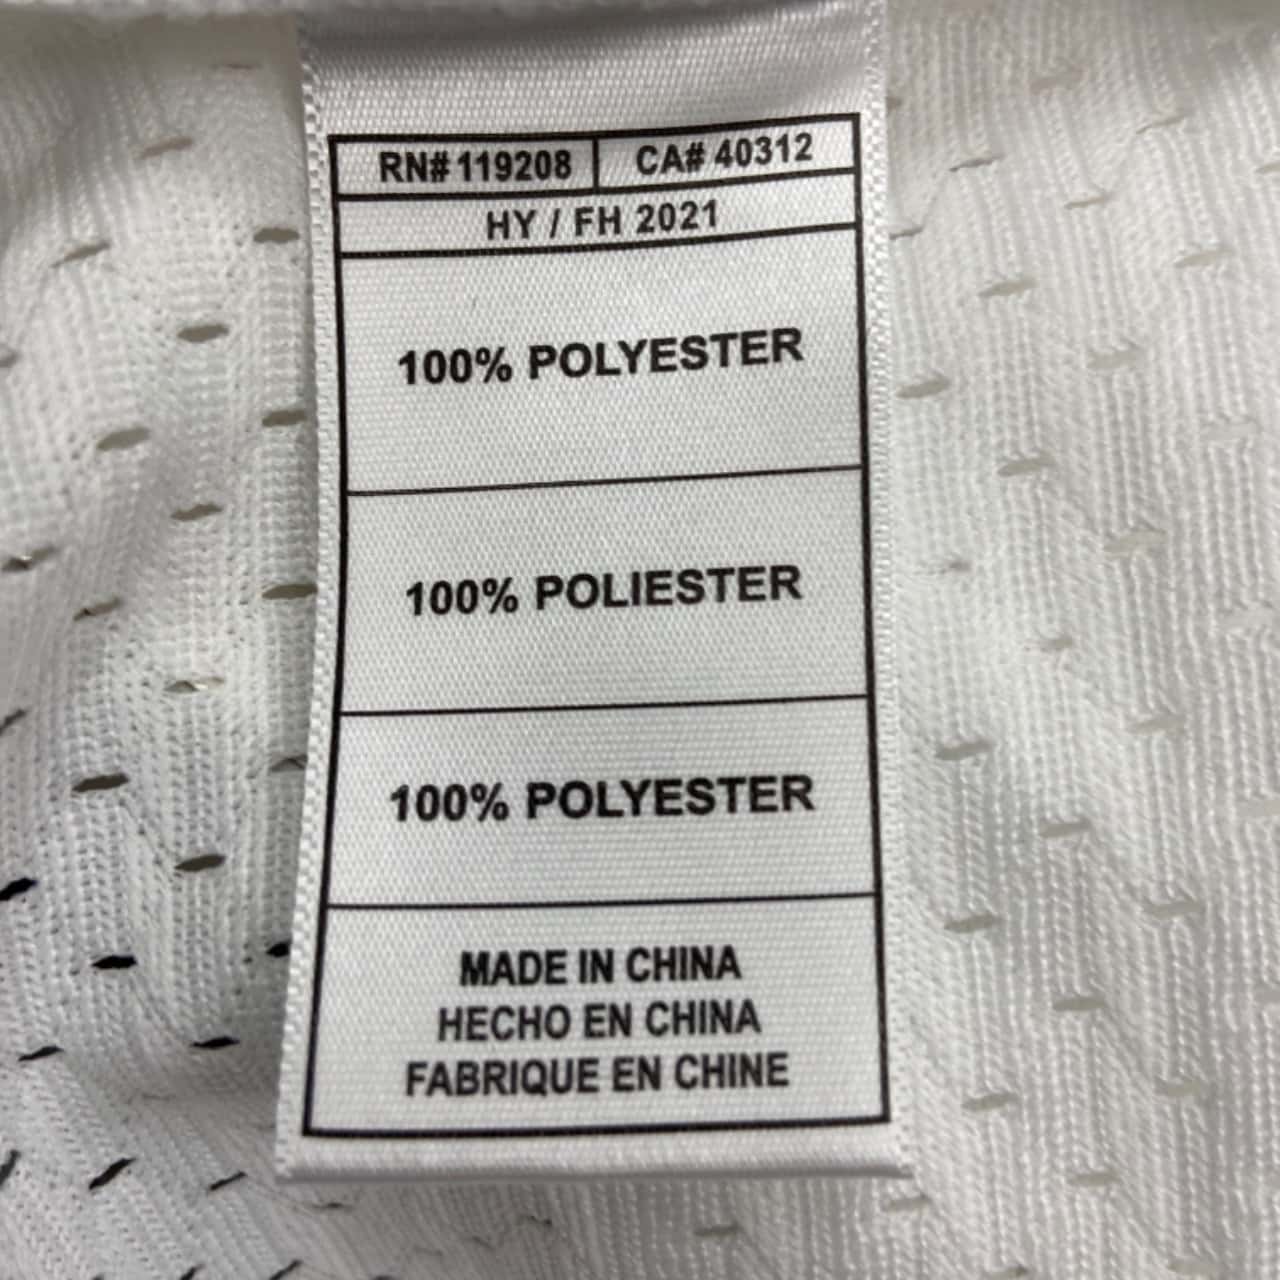 RN# 119208 CA# 40312
HY / FH 2021
100% POLYESTER
100% POLIESTER
100% POLYESTER
MADE IN CHINA
HECHO EN CHINA
FABRIQUE EN CHINE